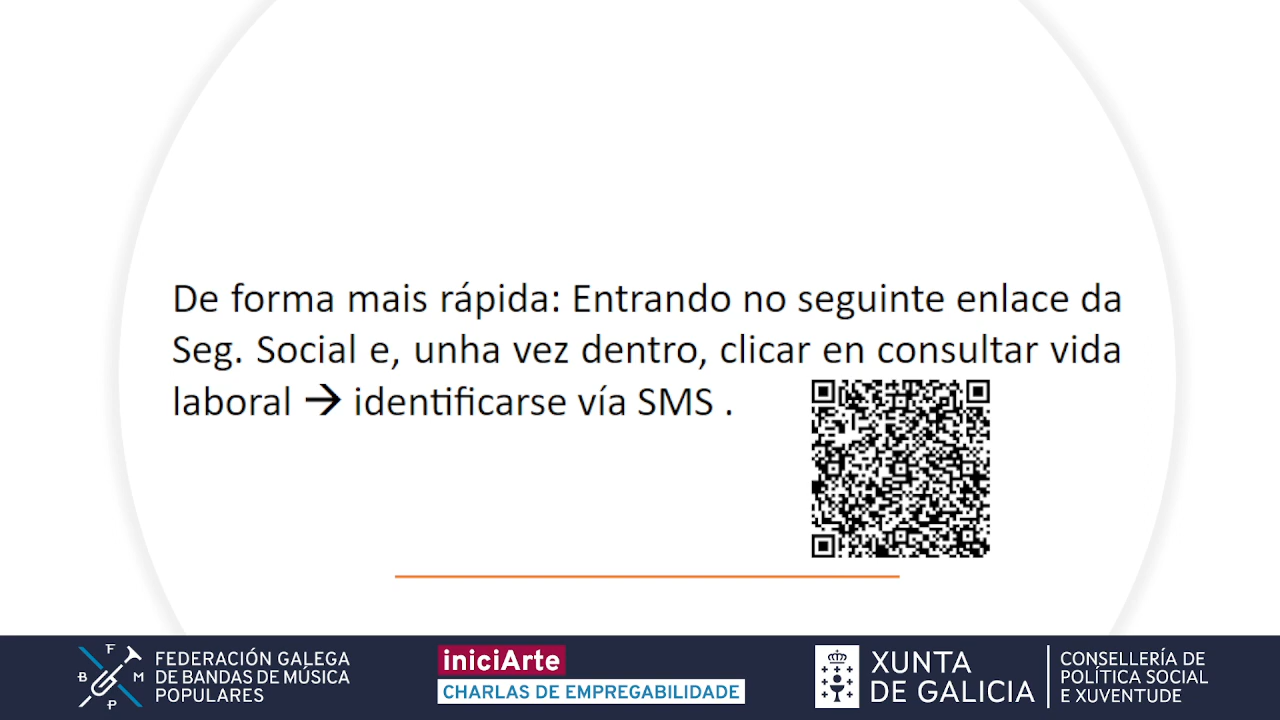 De forma mais rápida: Entrando no seguinte enlace da
Seg. Social e, unha vez dentro, clicar en consultar vida
laboral → identificarse vía SMS .
F
B M
P
FEDERACIÓN GALEGA
DE BANDAS DE MÚSICA
POPULARES
iniciArte
CHARLAS DE EMPREGABILIDADE
XUNTA
DE GALICIA
CONSELLERÍA DE
POLÍTICA SOCIAL
E XUVENTUDE